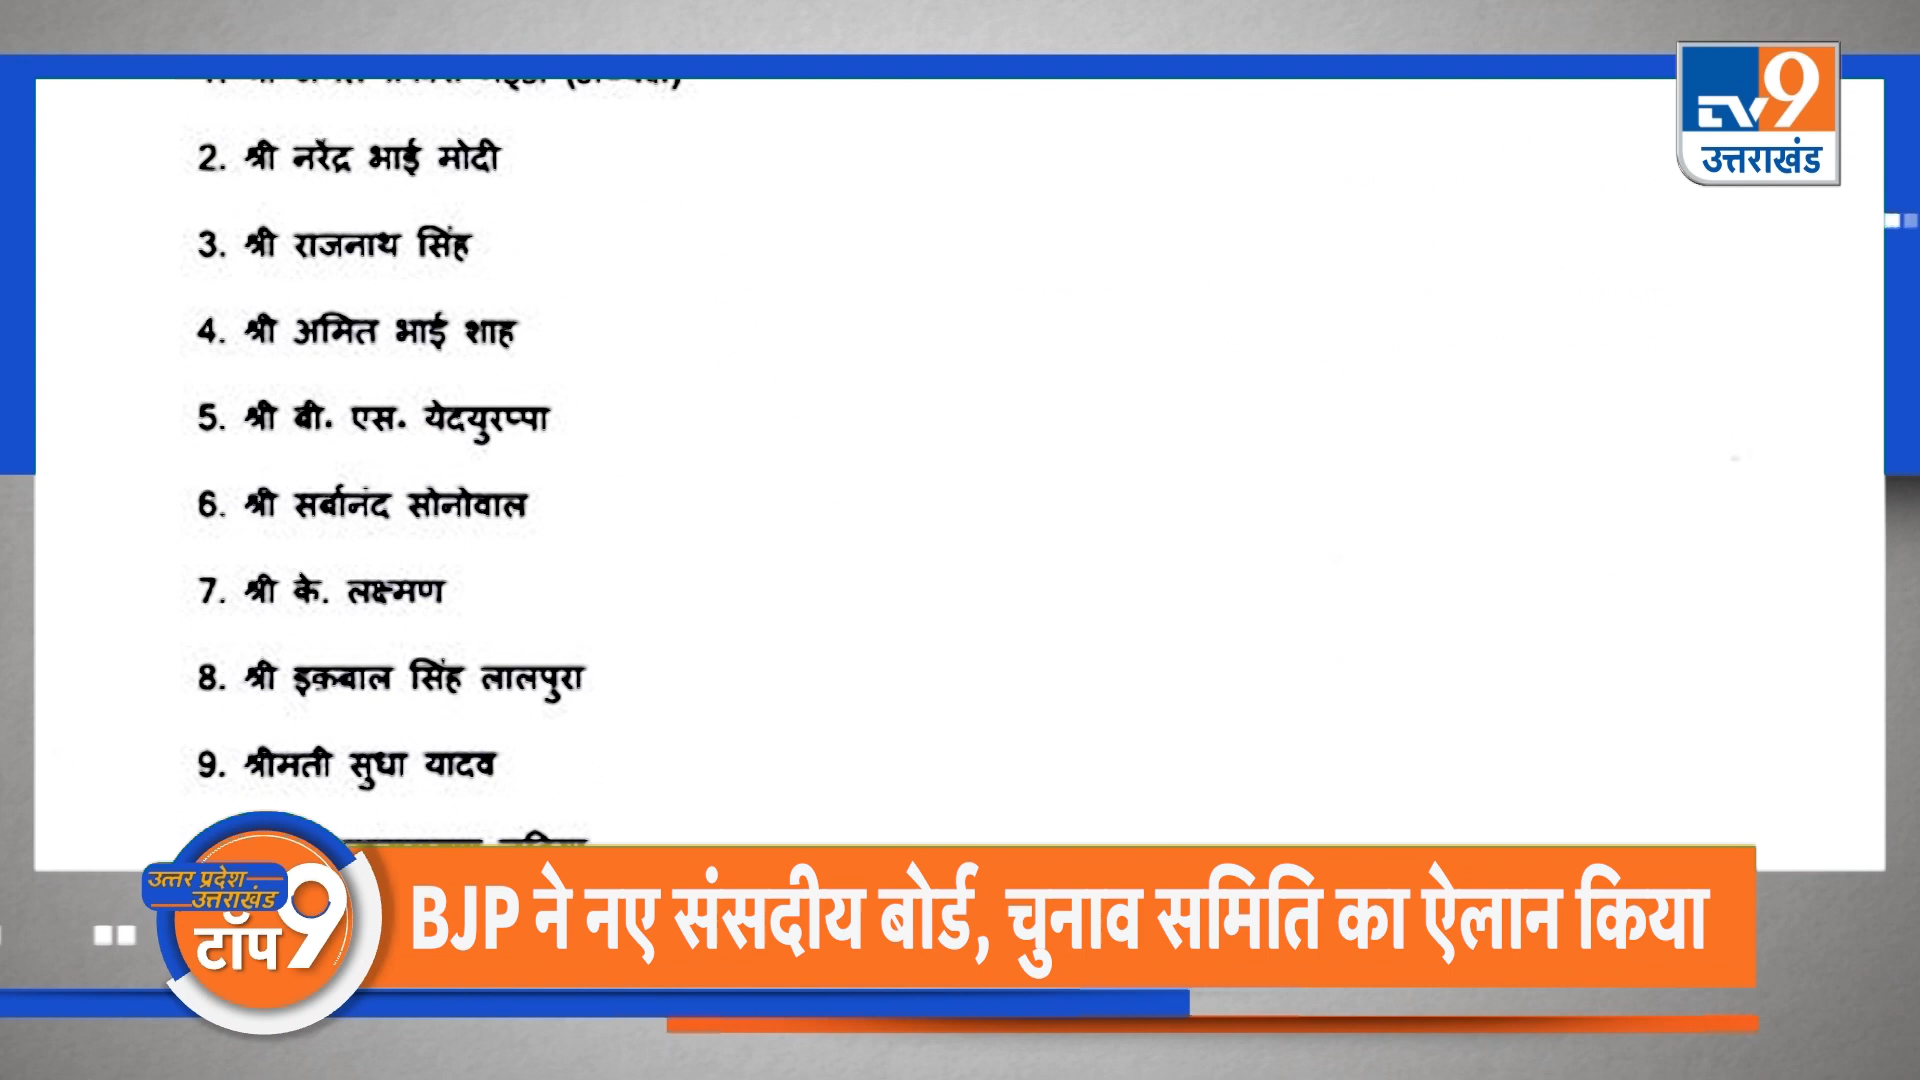 2. श्री नरेंद्र भाई मोदी
3. श्री राजनाथ सिंह
4. श्री अमित भाई शाह
5. श्री बी. एस. येदयुरप्पा
6. श्री सर्बानंद सोनोवाल
7. श्री के. लक्ष्मण
8. श्री इकबाल सिंह लालपुरा
9. श्रीमती सुधा यादव
TV9
उत्तराखंड
उत्तर प्रदेश
उत्तराखंड
टॉप 9
BJP ने नए संसदीय बोर्ड, चुनाव समिति का ऐलान किया